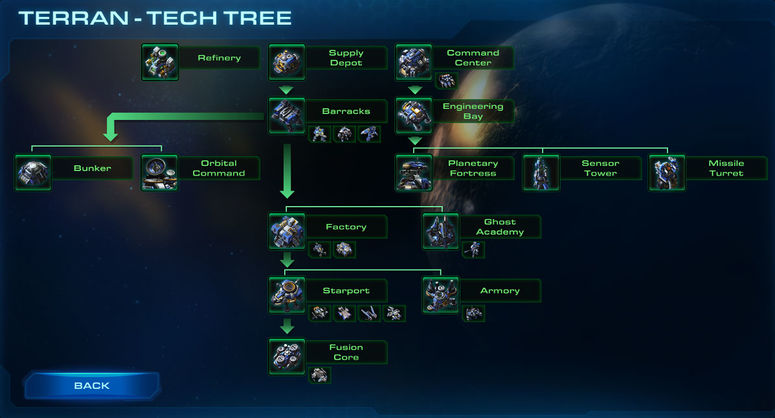 TERRAN - TECH TREE
Refinery
Supply
Depot
Command
Center
Barracks
Engineering
Bay
Bunker
Orbital
Command
Planetary
Fortress
Sensor
Tower
Missile
Turret
Factory
Ghost
Academy
Starport
Armory
Fusion
Core
BACK